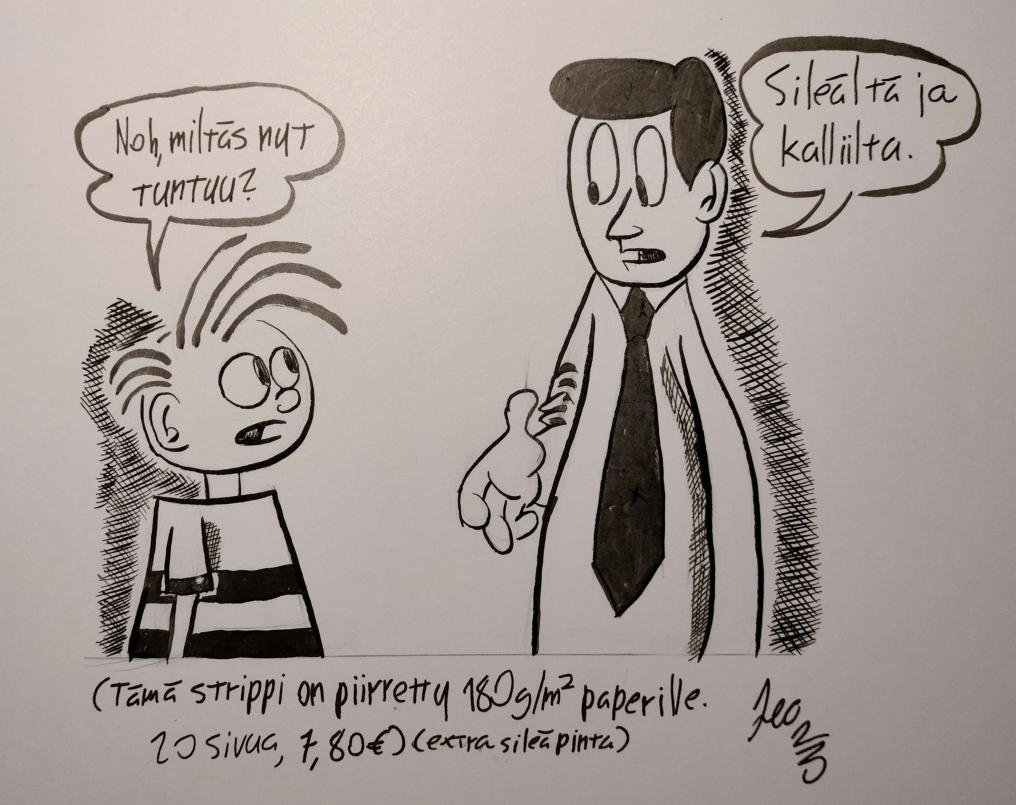 Noh, miltäs nyt
tuntuu?
Sileältä ja
kalliilta.
(Tämä strippi on piirretty 180g/m² paperille.
20 sivua, 7,80€) (extra sileä pinta)